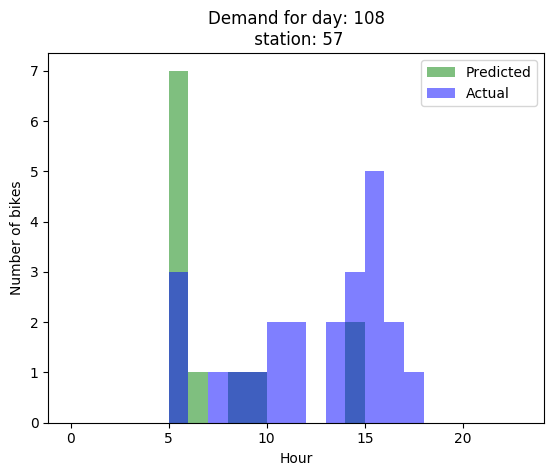 Demand for day: 108
station: 57
Predicted
Actual
Number of bikes
7
6
5
4
3
2
1
0
0 5 10 15 20
Hour